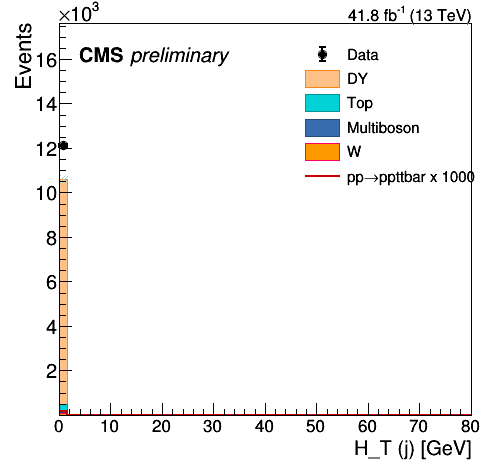 ×10³
41.8 fb⁻¹ (13 TeV)
Events
CMS preliminary
Data
DY
Top
Multiboson
W
pp→ppttbar x 1000
16
14
12
10
8
6
4
2
0 10 20 30 40 50 60 70 80
H_T (j) [GeV]